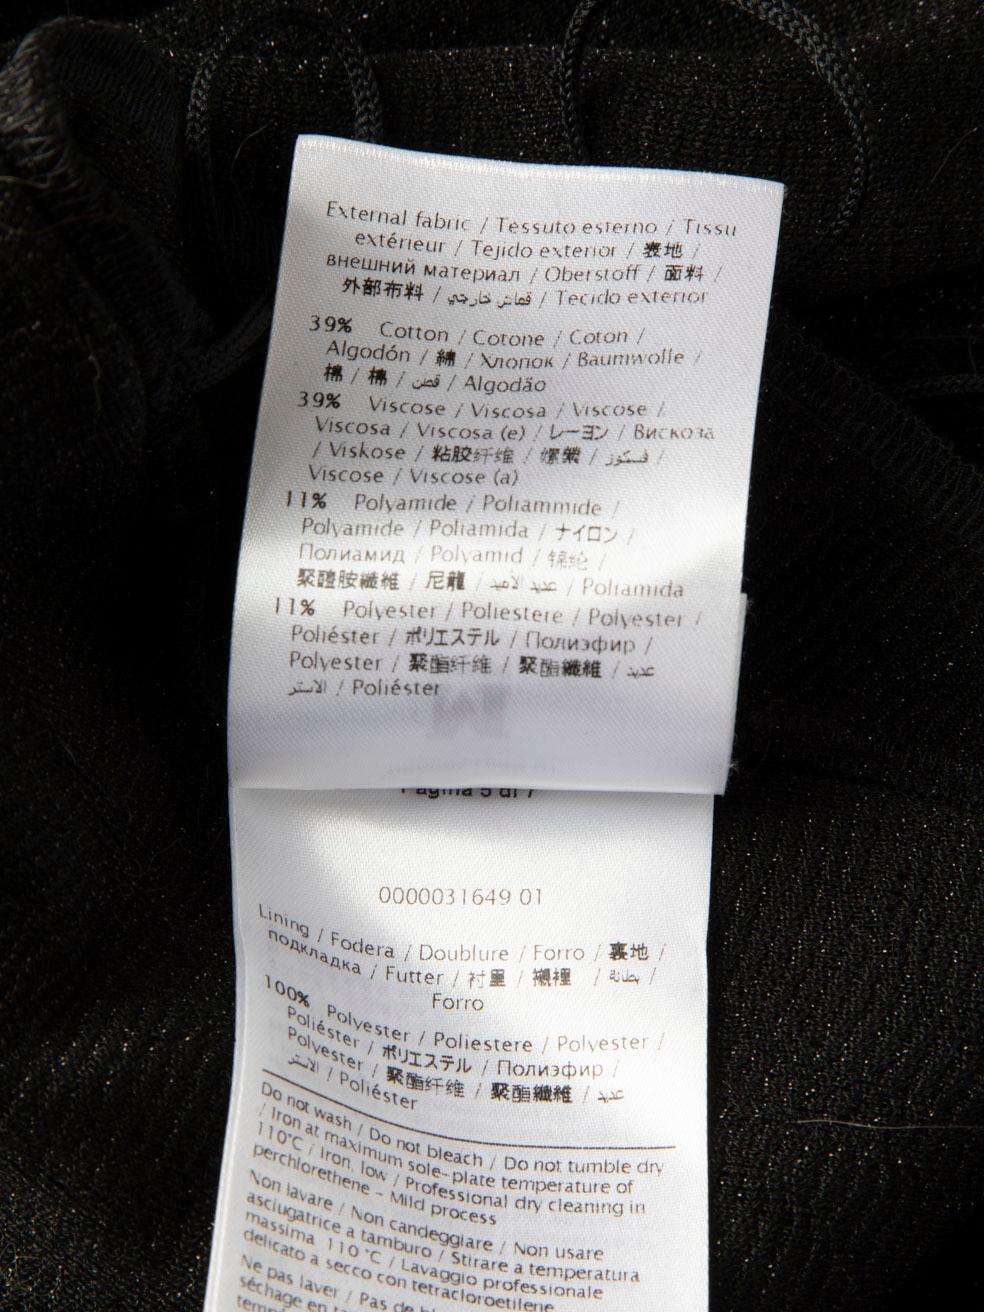 External fabric / Tessuto esterno / Tissu
extérieur / Tejido exterior / 表地 /
внешний материал / Oberstoff / 面料 /
外部布料 / قماش خارجي / Tecido exterior
39% Cotton / Cotone / Coton /
Algodón / 綿 / Хлопок / Baumwolle /
棉 / 棉 / قطن / Algodão
39% Viscose / Viscosa / Viscose /
Viscosa / Viscosa (e) / レーヨン / Вискоза
/ Viskose / 粘胶纤维 / 嫘縈 / فسكوز /
Viscose / Viscose (a)
11% Polyamide / Poliammide /
Polyamide / Poliamida / ナイロン /
Полиамид / Polyamid / 锦纶 /
聚醯胺纖維 / 尼龍 / عديد الأميد / Poliamida
11% Polyester / Poliestere / Polyester /
Poliéster / ポリエステル / Полиэфир /
Polyester / 聚酯纤维 / 聚酯纖維 / عديد
الاستر / Poliéster
Pagina 5 di 7
0000031649 01
Lining / Fodera / Doublure / Forro / 裏地 /
подкладка / Futter / 衬里 / 襯裡 / بطانة /
Forro
100% Polyester / Poliestere / Polyester /
Poliéster / ポリエステル / Полиэфир /
Polyester / 聚酯纤维 / 聚酯纖維 / عديد
الاستر / Poliéster
Do not wash / Do not bleach / Do not tumble dry
/ Iron at maximum sole-plate temperature of
110°C / Iron, low / Professional dry cleaning in
perchlorethene - Mild process
Non lavare / Non candeggiare / Non usare
asciugatrice a tamburo / Stirare a temperatura
massima 110 °C / Lavaggio professionale
delicato a secco con tetracloroetilene
Ne pas laver / Pas de
séchage en